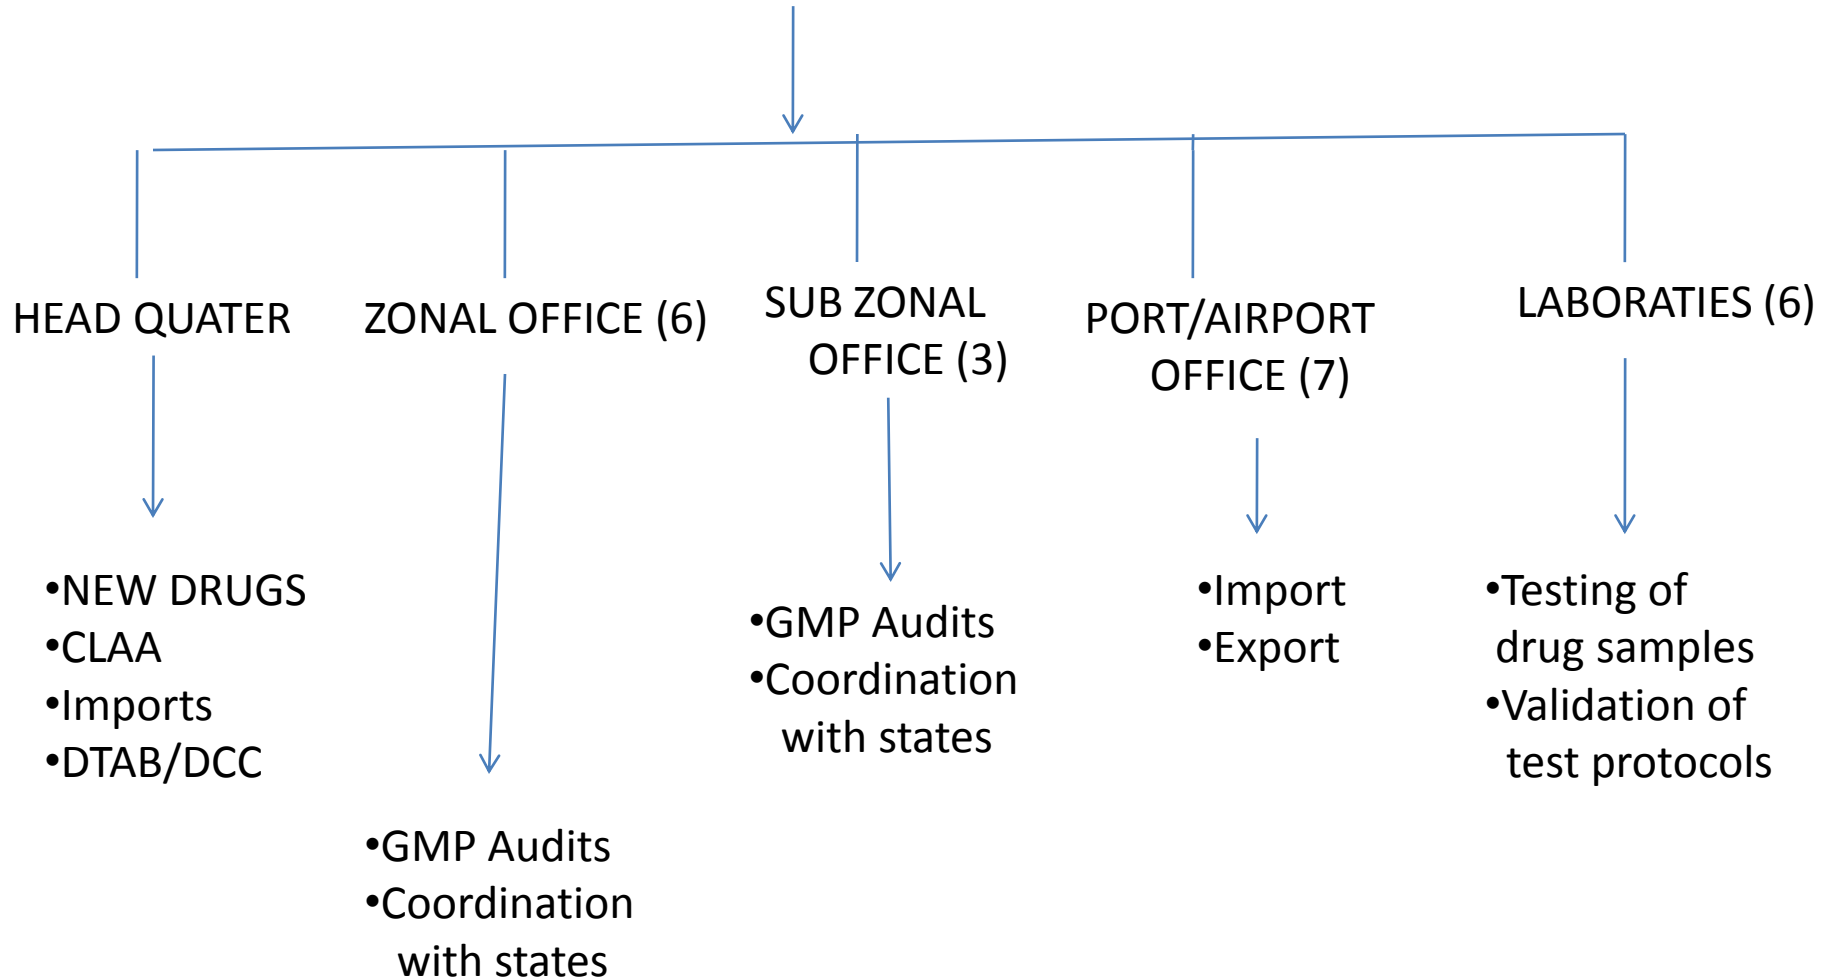 HEAD QUATER
ZONAL OFFICE (6)
SUB ZONAL
OFFICE (3)
PORT/AIRPORT
OFFICE (7)
LABORATIES (6)
•NEW DRUGS
•CLAA
•Imports
•DTAB/DCC
•GMP Audits
•Coordination
with states
•GMP Audits
•Coordination
with states
•Import
•Export
•Testing of
drug samples
•Validation of
test protocols